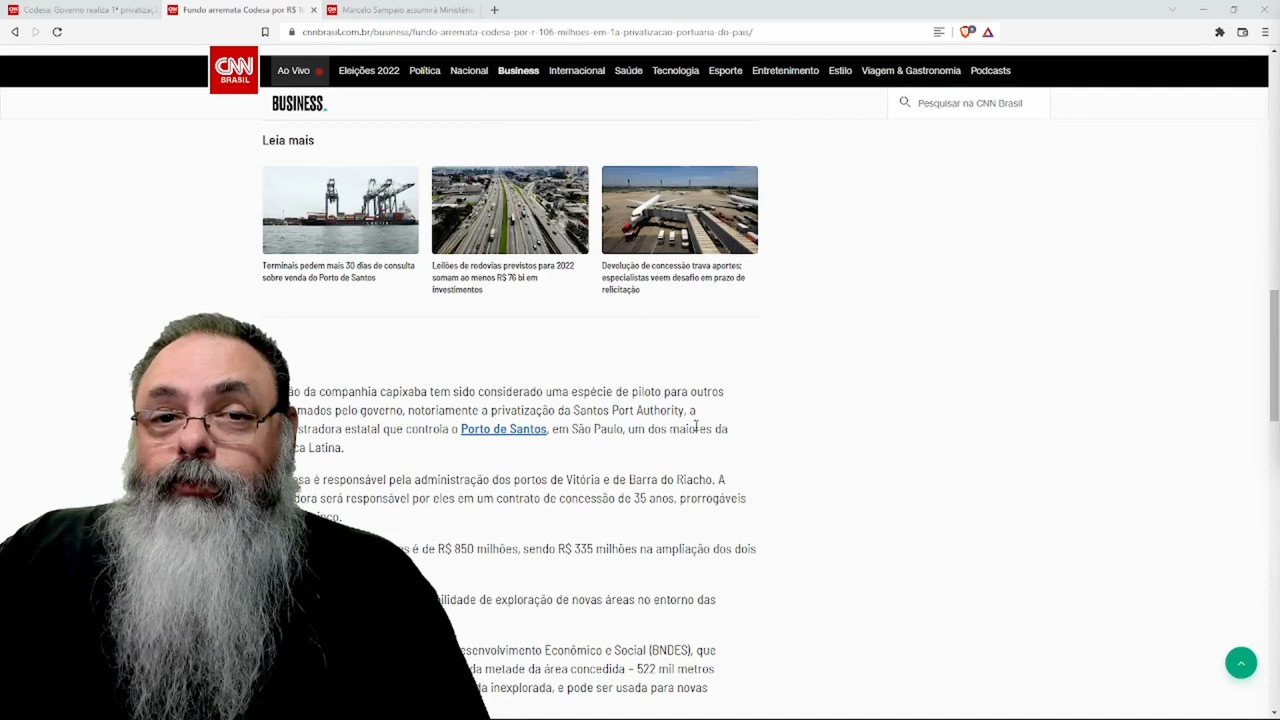 Codesa: Governo realiza 1ª privatizaç
Fundo arremata Codesa por R$ 10
Marcelo Sampaio assumirá Ministério
cnnbrasil.com.br/business/fundo-arremata-codesa-por-r-106-milhoes-em-1a-privatizacao-portuaria-do-pais/
CNN BRASIL
Ao Vivo Eleições 2022 Política Nacional Business Internacional Saúde Tecnologia Esporte Entretenimento Estilo Viagem & Gastronomia Podcasts
BUSINESS
Pesquisar na CNN Brasil
Leia mais
Terminais pedem mais 30 dias de consulta
sobre venda do Porto de Santos
Leilões de rodovias previstos para 2022
somam ao menos R$ 76 bi em
investimentos
Devolução de concessão trava aportes;
especialistas veem desafio em prazo de
relicitação
da companhia capixaba tem sido considerado uma espécie de piloto para outros
pelo governo, notoriamente a privatização da Santos Port Authority, a
estatal que controla o Porto de Santos, em São Paulo, um dos maiores da
Latina.
é responsável pela administração dos portos de Vitória e de Barra do Riacho. A
será responsável por eles em um contrato de concessão de 35 anos, prorrogáveis
é de R$ 850 milhões, sendo R$ 335 milhões na ampliação dos dois
de exploração de novas áreas no entorno das
Econômico e Social (BNDES), que
da metade da área concedida – 522 mil metros
inexplorada, e pode ser usada para novas